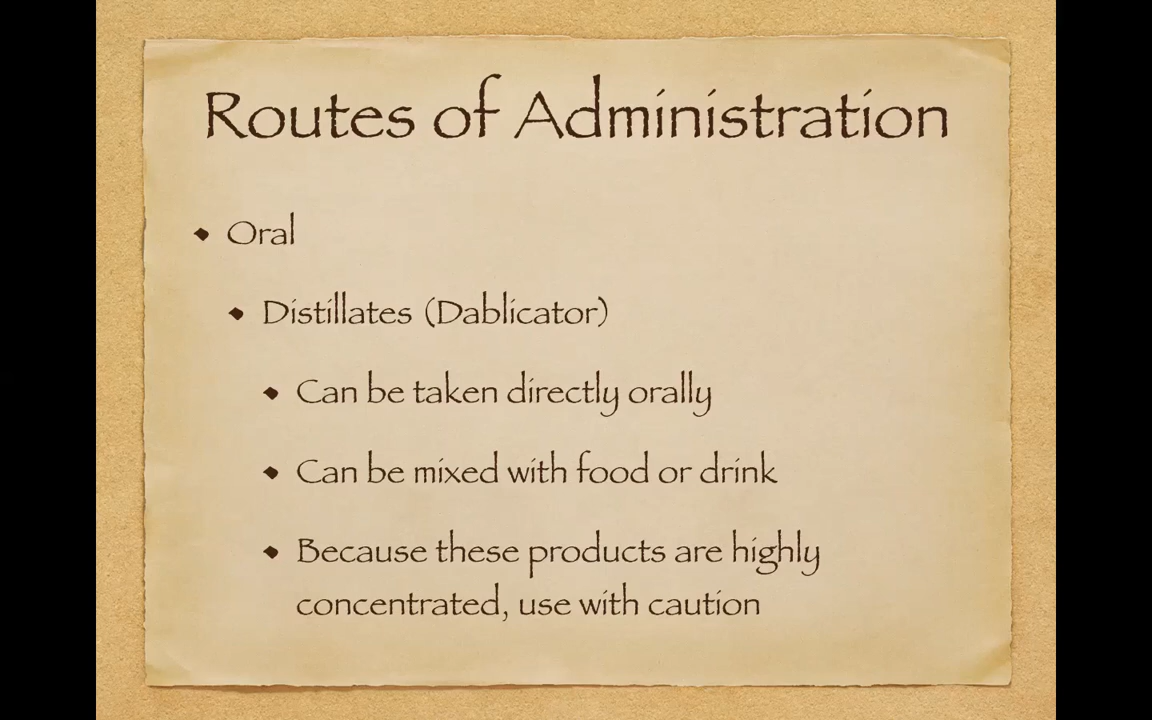 Routes of Administration
• Oral
• Distillates (Dablicator)
• Can be taken directly orally
• Can be mixed with food or drink
• Because these products are highly
concentrated, use with caution